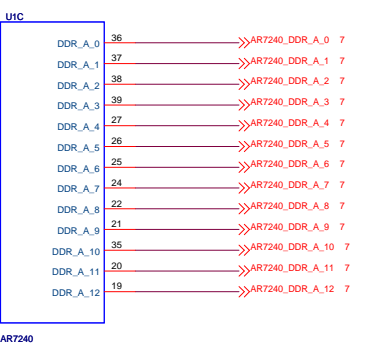 U1C
DDR_A_0 36 AR7240_DDR_A_0 7
DDR_A_1 37 AR7240_DDR_A_1 7
DDR_A_2 38 AR7240_DDR_A_2 7
DDR_A_3 39 AR7240_DDR_A_3 7
DDR_A_4 27 AR7240_DDR_A_4 7
DDR_A_5 26 AR7240_DDR_A_5 7
DDR_A_6 25 AR7240_DDR_A_6 7
DDR_A_7 24 AR7240_DDR_A_7 7
DDR_A_8 22 AR7240_DDR_A_8 7
DDR_A_9 21 AR7240_DDR_A_9 7
DDR_A_10 35 AR7240_DDR_A_10 7
DDR_A_11 20 AR7240_DDR_A_11 7
DDR_A_12 19 AR7240_DDR_A_12 7
AR7240